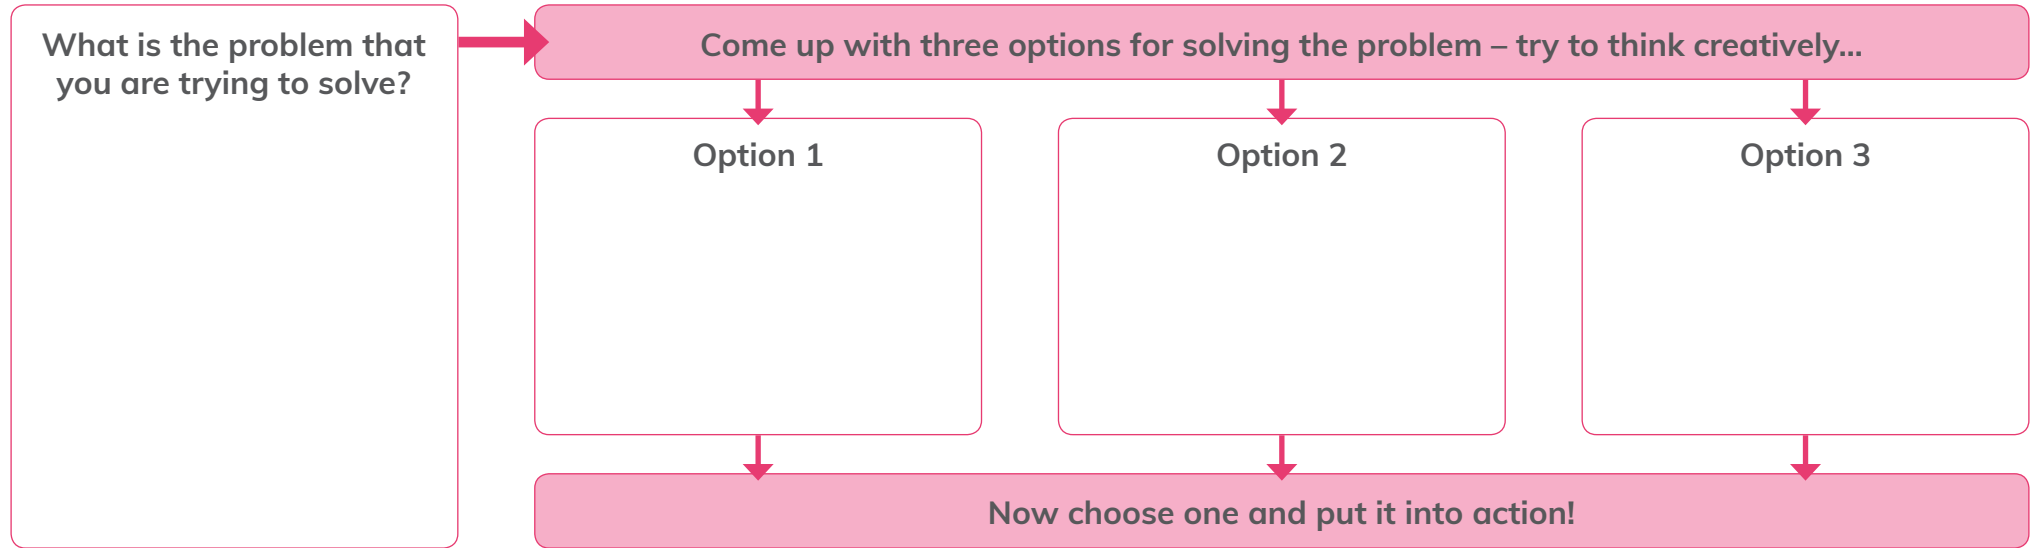 What is the problem that
you are trying to solve?
Come up with three options for solving the problem – try to think creatively...
Option 1
Option 2
Option 3
Now choose one and put it into action!